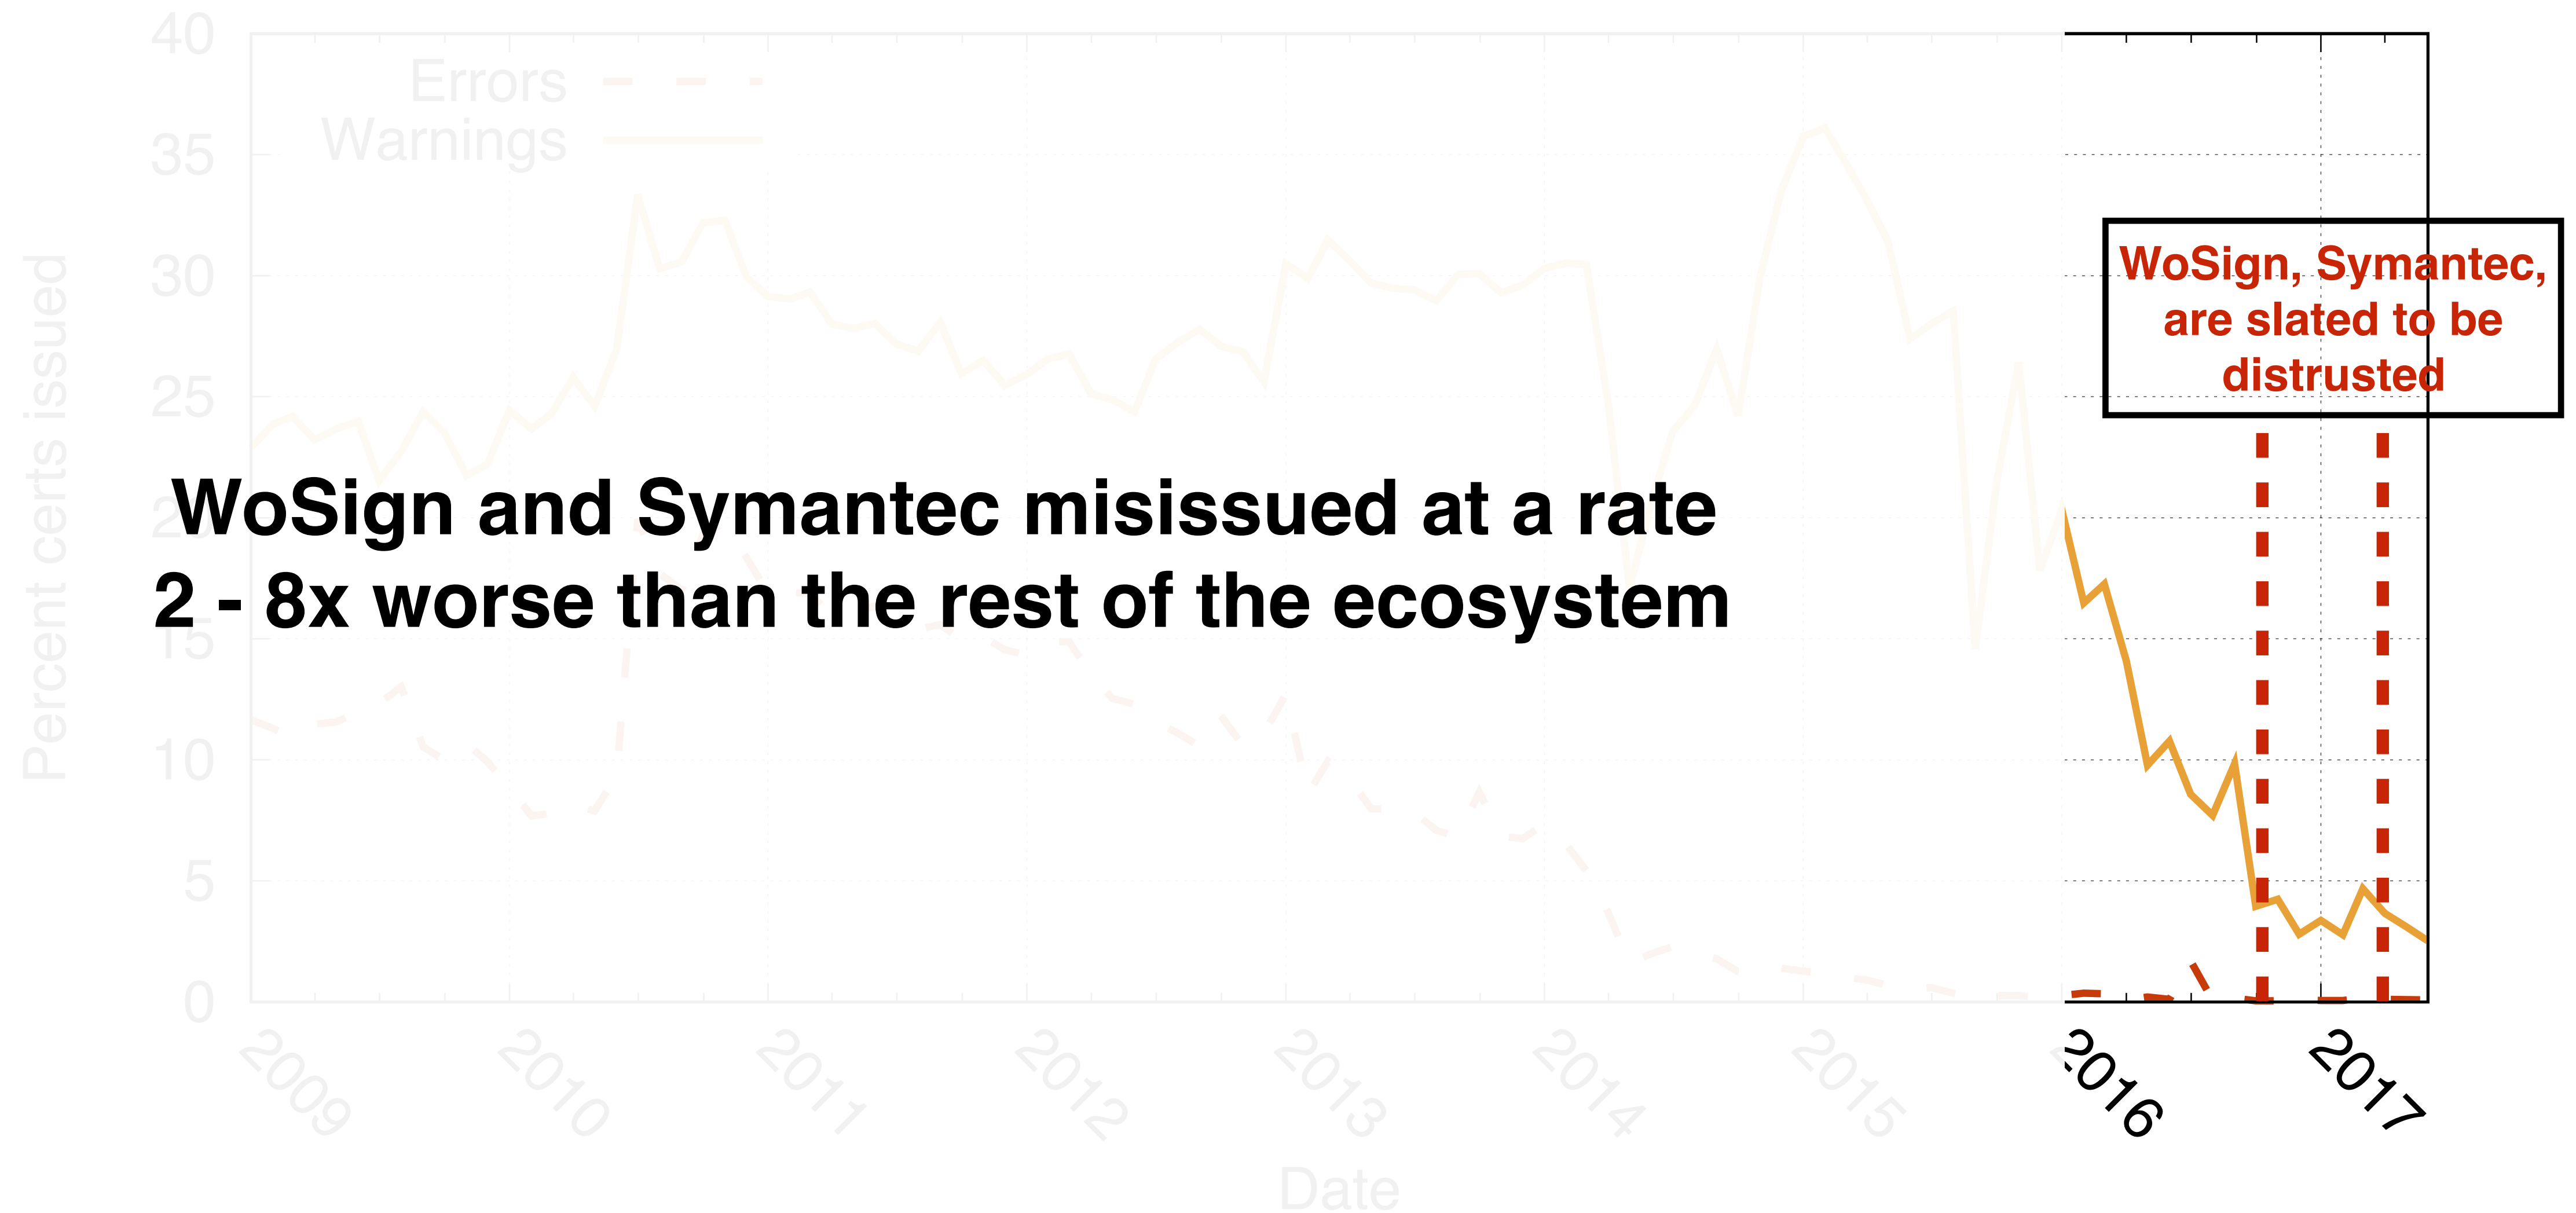 40
35
30
25
20
15
10
5
0
Percent certs issued
Errors
Warnings
WoSign, Symantec,
are slated to be
distrusted
WoSign and Symantec misissued at a rate
2 - 8x worse than the rest of the ecosystem
2009
2010
2011
2012
2013
2014
2015
2016
2017
Date